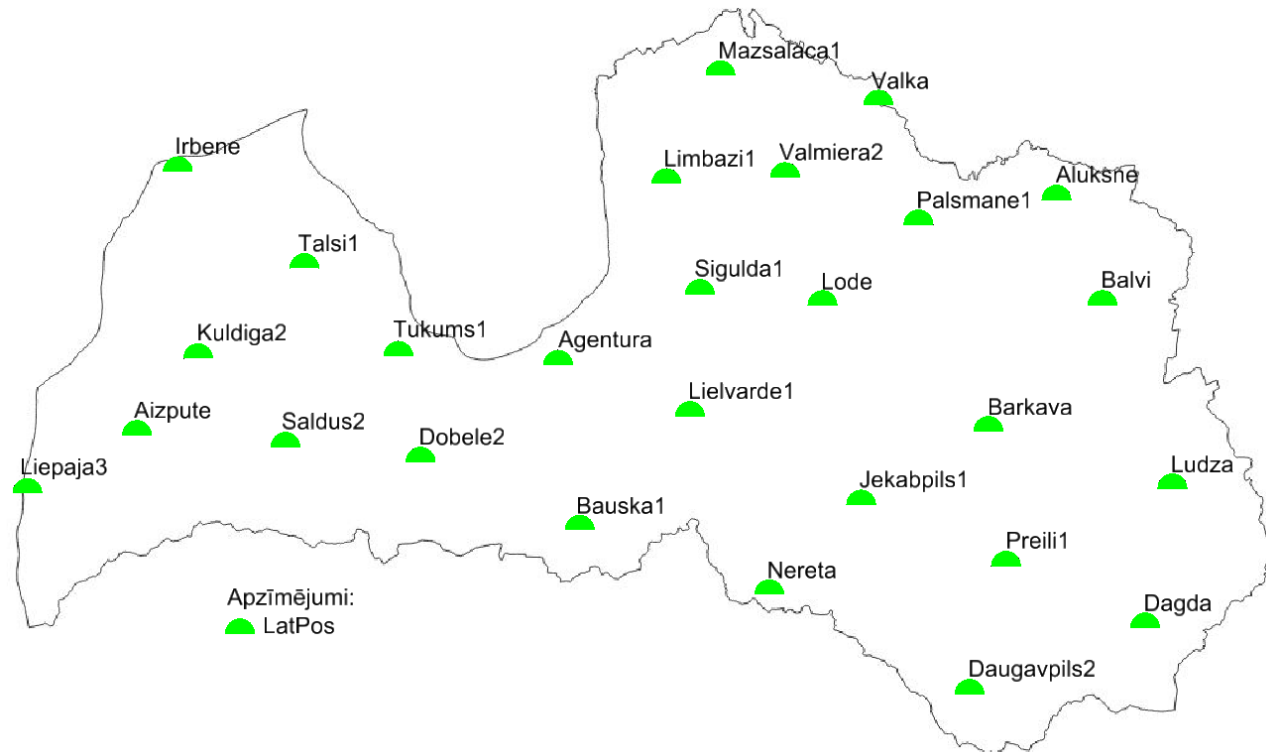 Mazsalaca1
Valka
Irbene
Limbazi1
Valmiera2
Aluksne
Palsmane1
Talsi1
Sigulda1
Lode
Balvi
Kuldiga2
Tukums1
Agentura
Aizpute
Saldus2
Dobele2
Lielvarde1
Barkava
Liepaja3
Jekabpils1
Ludza
Bauska1
Preili1
Nereta
Dagda
Daugavpils2
Apzīmējumi:
LatPos